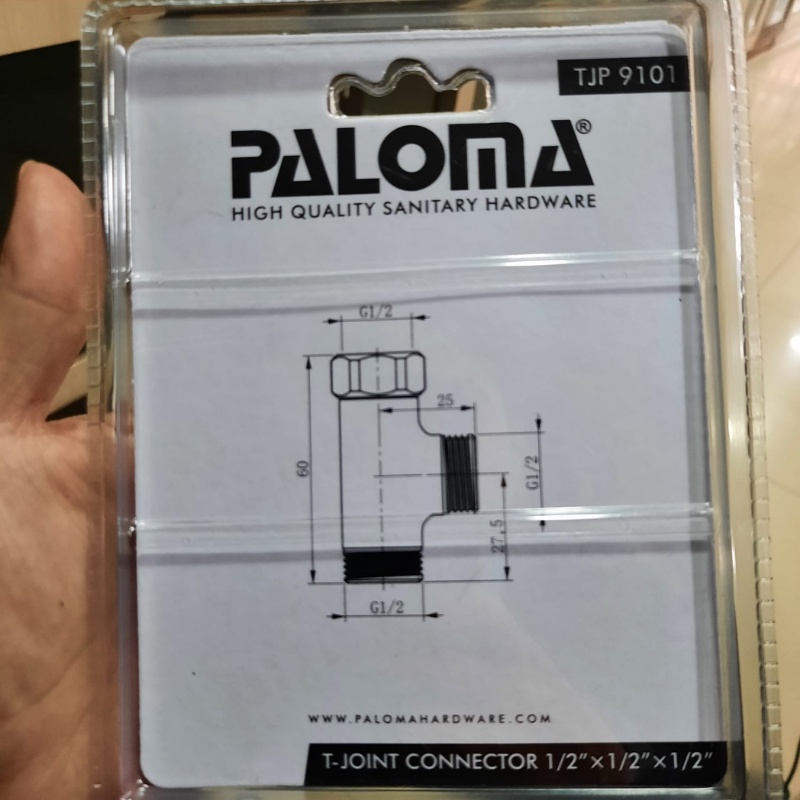 TJP 9101
PALOMA®
HIGH QUALITY SANITARY HARDWARE
G1/2
25
60
G1/2
27,5
G1/2
WWW.PALOMAHARDWARE.COM
T-JOINT CONNECTOR 1/2"×1/2"×1/2"